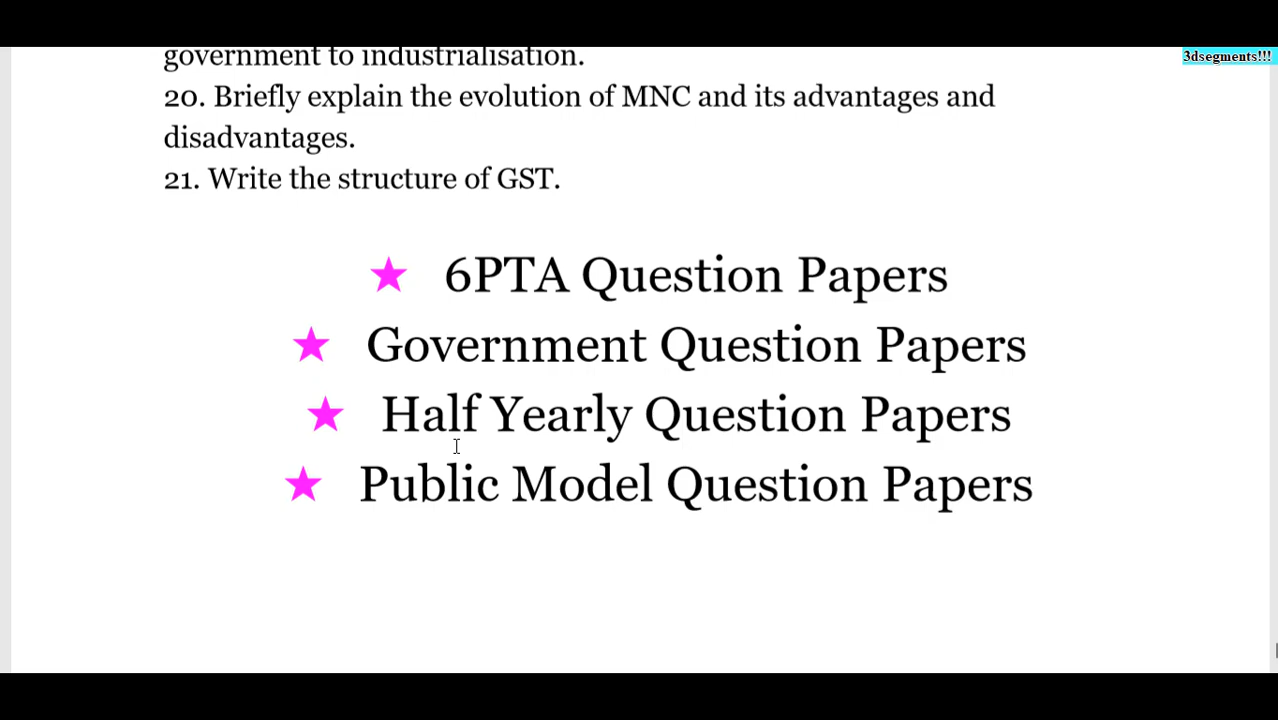 government to industrialisation.
3dsegments!!!
20. Briefly explain the evolution of MNC and its advantages and
disadvantages.
21. Write the structure of GST.
★ 6PTA Question Papers
★ Government Question Papers
★ Half Yearly Question Papers
★ Public Model Question Papers